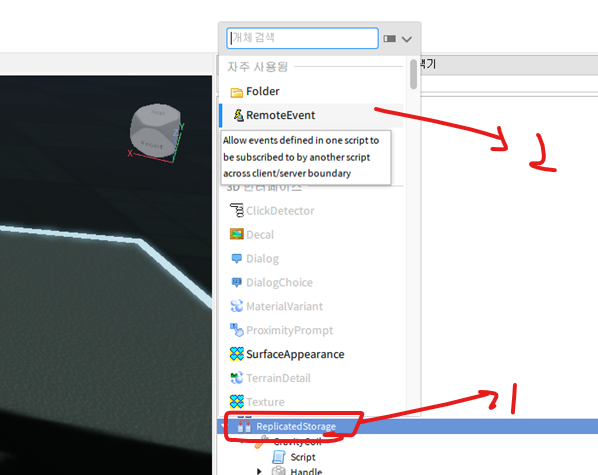 개체 검색
색기
자주 사용됨
Folder
RemoteEvent
2
Allow events defined in one script to
be subscribed to by another script
across client/server boundary
3D 인터페이스
ClickDetector
Decal
Dialog
DialogChoice
MaterialVariant
ProximityPrompt
SurfaceAppearance
TerrainDetail
Texture
1
ReplicatedStorage
GravityCoil
Script
Handle
X
Y